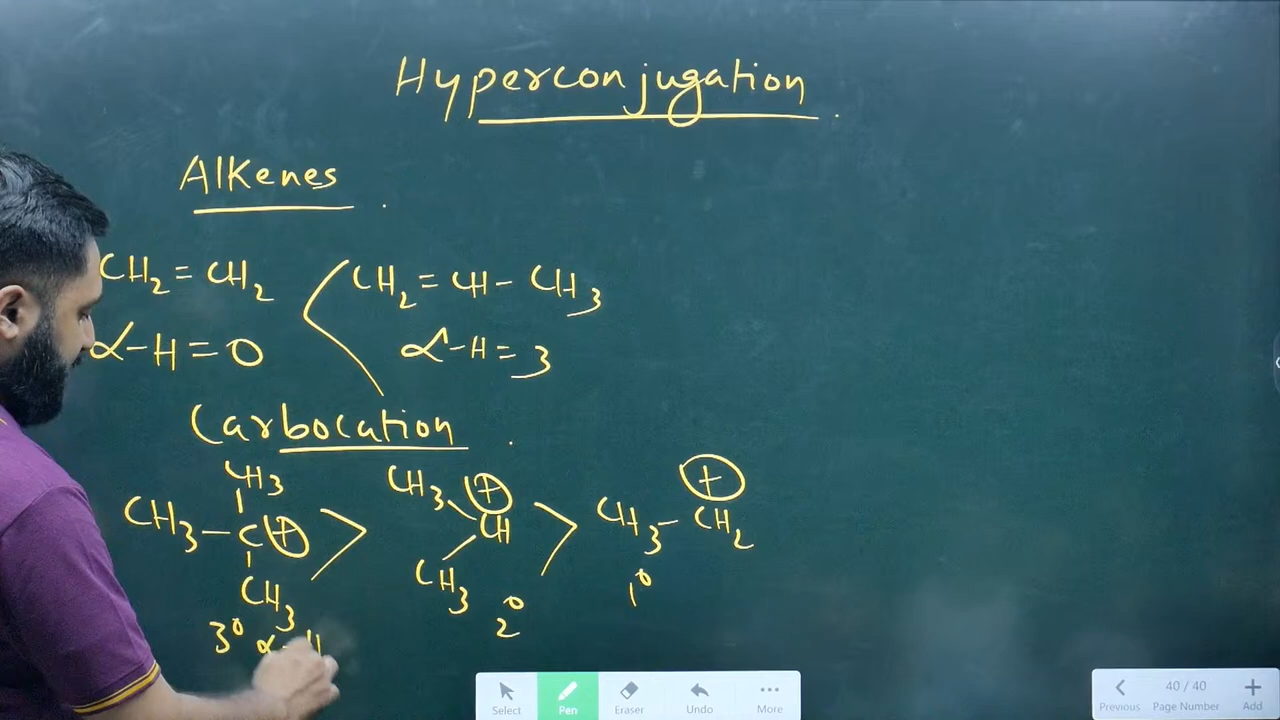 Hyperconjugation.
Alkenes.
CH₂ = CH₂ < CH₂ = CH - CH₃
α-H = 0 α-H = 3
Carbocation.
CH₃ CH₃ ⊕ ⊕
CH₃ - C ⊕ > CH > CH₃ - CH₂
CH₃ CH₃ 1°
3° α-H 2°
Select Pen Eraser Undo More
40 / 40
Previous Page Number Add